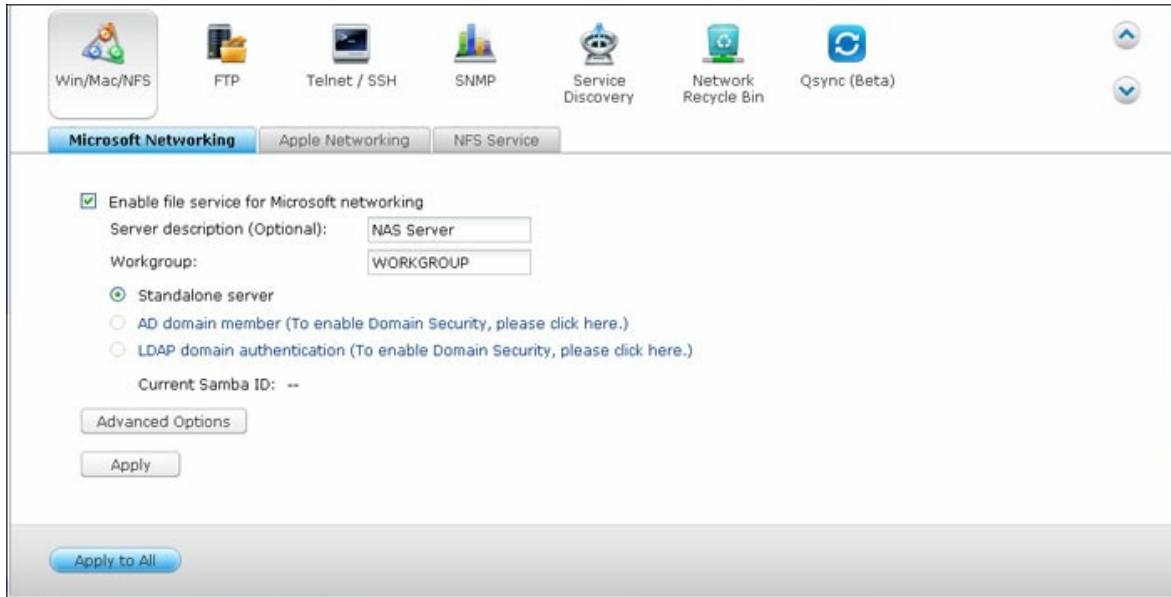 Win/Mac/NFS
FTP
Telnet / SSH
SNMP
Service
Discovery
Network
Recycle Bin
Qsync (Beta)
Microsoft Networking
Apple Networking
NFS Service
Enable file service for Microsoft networking
Server description (Optional): NAS Server
Workgroup: WORKGROUP
Standalone server
AD domain member (To enable Domain Security, please click here.)
LDAP domain authentication (To enable Domain Security, please click here.)
Current Samba ID: --
Advanced Options
Apply
Apply to All